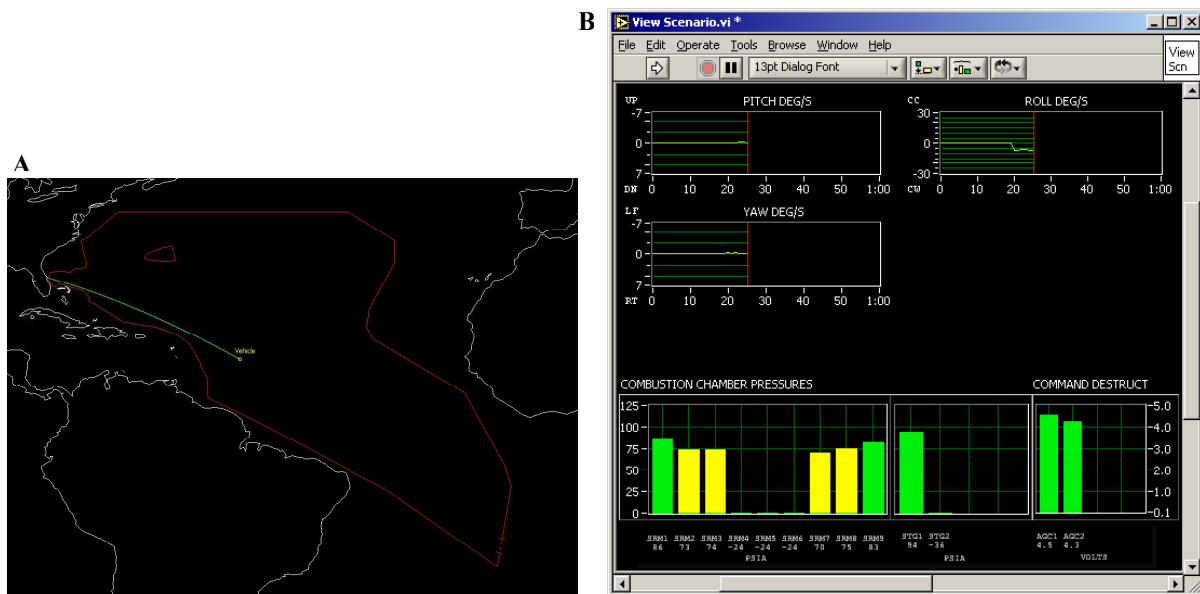 A
Vehicle
B
View Scenario.vi *
File Edit Operate Tools Browse Window Help
13pt Dialog Font
View
Scn
UP PITCH DEG/S
-7
0
7
DN 0 10 20 30 40 50 1:00
CC ROLL DEG/S
30
0
-30
CW 0 10 20 30 40 50 1:00
LF YAW DEG/S
-7
0
7
RT 0 10 20 30 40 50 1:00
COMBUSTION CHAMBER PRESSURES COMMAND DESTRUCT
125 5.0
100 4.0
75 3.0
50 2.0
25 1.0
0 0.1
SRM1 SRM2 SRM3 SRM4 SRM5 SRM6 SRM7 SRM8 SRM9 STG1 STG2 AGC1 AGC2
86 73 74 -24 -24 -24 70 75 83 94 -36 4.5 4.3
PSIA PSIA VOLTS